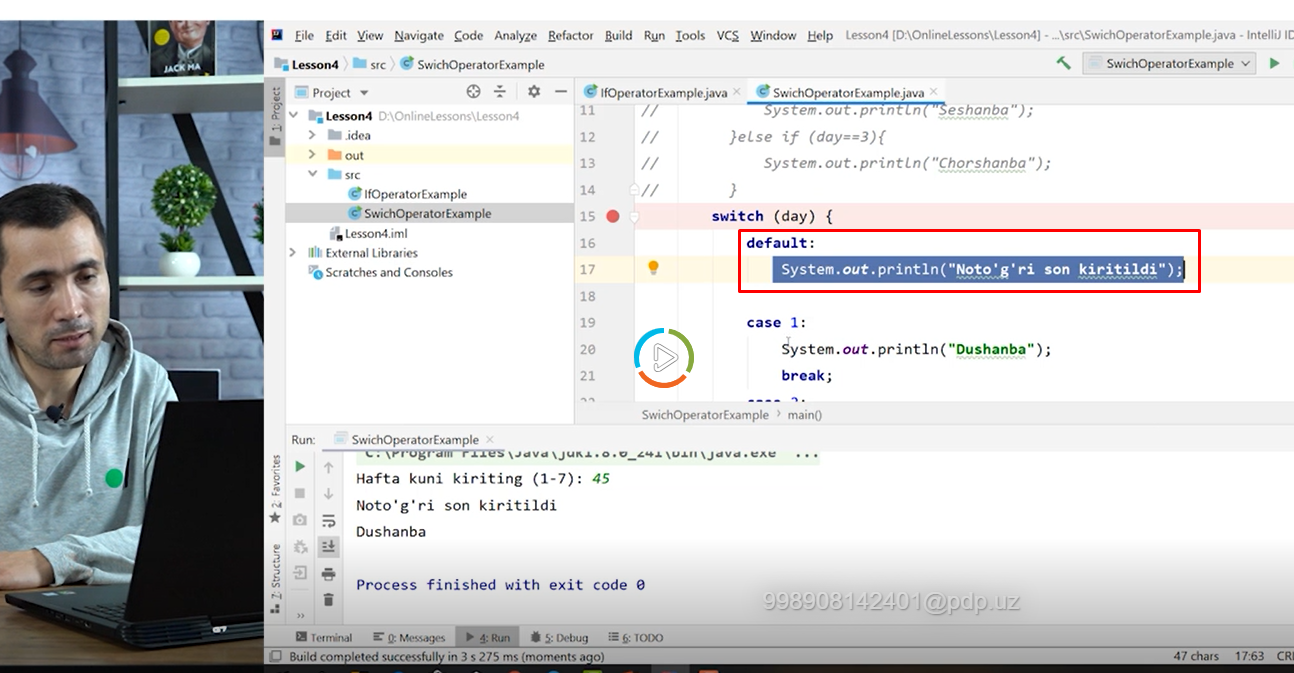 JACK MA
File Edit View Navigate Code Analyze Refactor Build Run Tools VCS Window Help Lesson4 [D:\OnlineLessons\Lesson4] - ...\src\SwichOperatorExample.java - IntelliJ
Lesson4 src SwichOperatorExample
SwichOperatorExample
1: Project
Project
Lesson4 D:\OnlineLessons\Lesson4
.idea
out
src
IfOperatorExample
SwichOperatorExample
Lesson4.iml
External Libraries
Scratches and Consoles
IfOperatorExample.java SwichOperatorExample.java
11 // System.out.println("Seshanba");
12 // }else if (day==3){
13 // System.out.println("Chorshanba");
14 // }
15 switch (day) {
16 default:
17 System.out.println("Noto'g'ri son kiritildi");
18
19 case 1:
20 System.out.println("Dushanba");
21 break;
SwichOperatorExample main()
Run: SwichOperatorExample
2: Favorites
Z: Structure
Hafta kuni kiriting (1-7): 45
Noto'g'ri son kiritildi
Dushanba
Process finished with exit code 0
998908142401@pdp.uz
Terminal 0: Messages 4: Run 5: Debug 6: TODO
Build completed successfully in 3 s 275 ms (moments ago) 47 chars 17:63